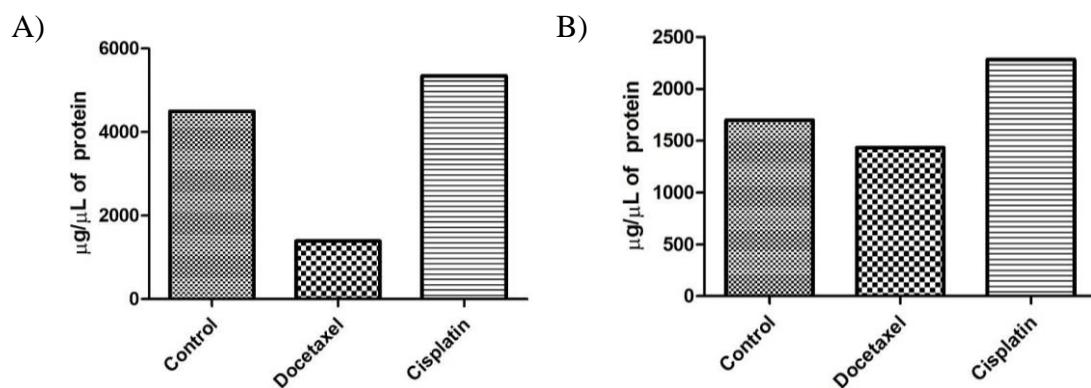 A)
μg/μL of protein
6000
4000
2000
0
Control
Docetaxel
Cisplatin
B)
μg/μL of protein
2500
2000
1500
1000
500
0
Control
Docetaxel
Cisplatin